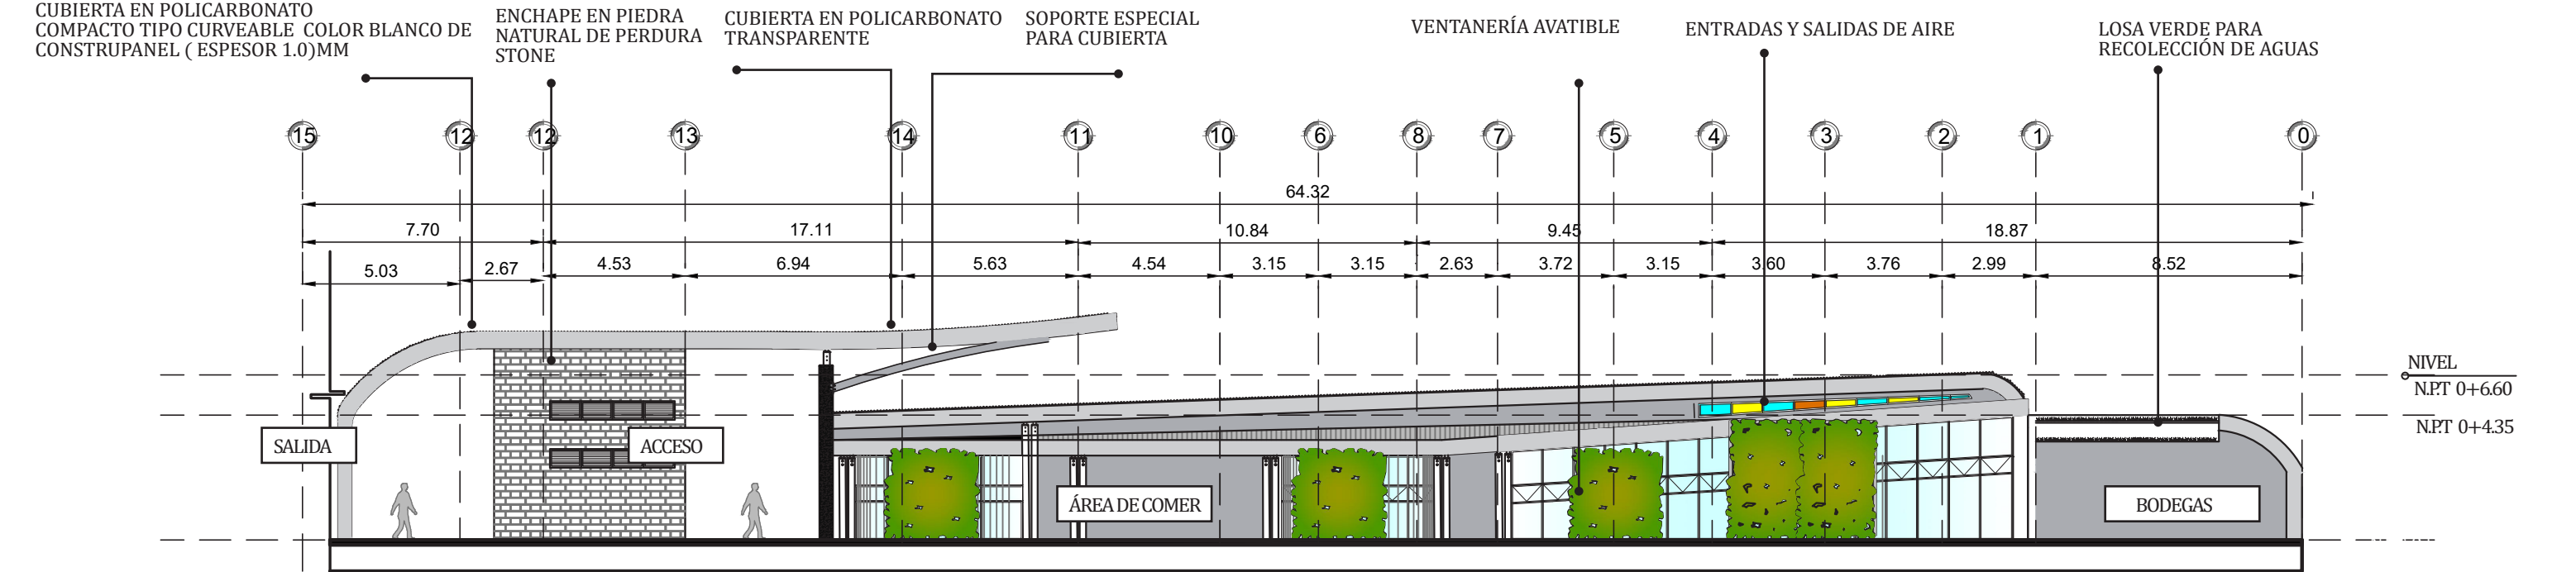 CUBIERTA EN POLICARBONATO
COMPACTO TIPO CURVEABLE COLOR BLANCO DE
CONSTRUPANEL ( ESPESOR 1.0)MM
ENCHAPE EN PIEDRA
NATURAL DE PERDURA
STONE
CUBIERTA EN POLICARBONATO
TRANSPARENTE
SOPORTE ESPECIAL
PARA CUBIERTA
VENTANERÍA AVATIBLE
ENTRADAS Y SALIDAS DE AIRE
LOSA VERDE PARA
RECOLECCIÓN DE AGUAS
15 12 12 13 14 11 10 6 8 7 5 4 3 2 1 0
64.32
7.70 17.11 10.84 9.45 18.87
5.03 2.67 4.53 6.94 5.63 4.54 3.15 3.15 2.63 3.72 3.15 3.60 3.76 2.99 8.52
NIVEL
N.P.T 0+6.60
N.P.T 0+4.35
SALIDA
ACCESO
ÁREA DE COMER
BODEGAS